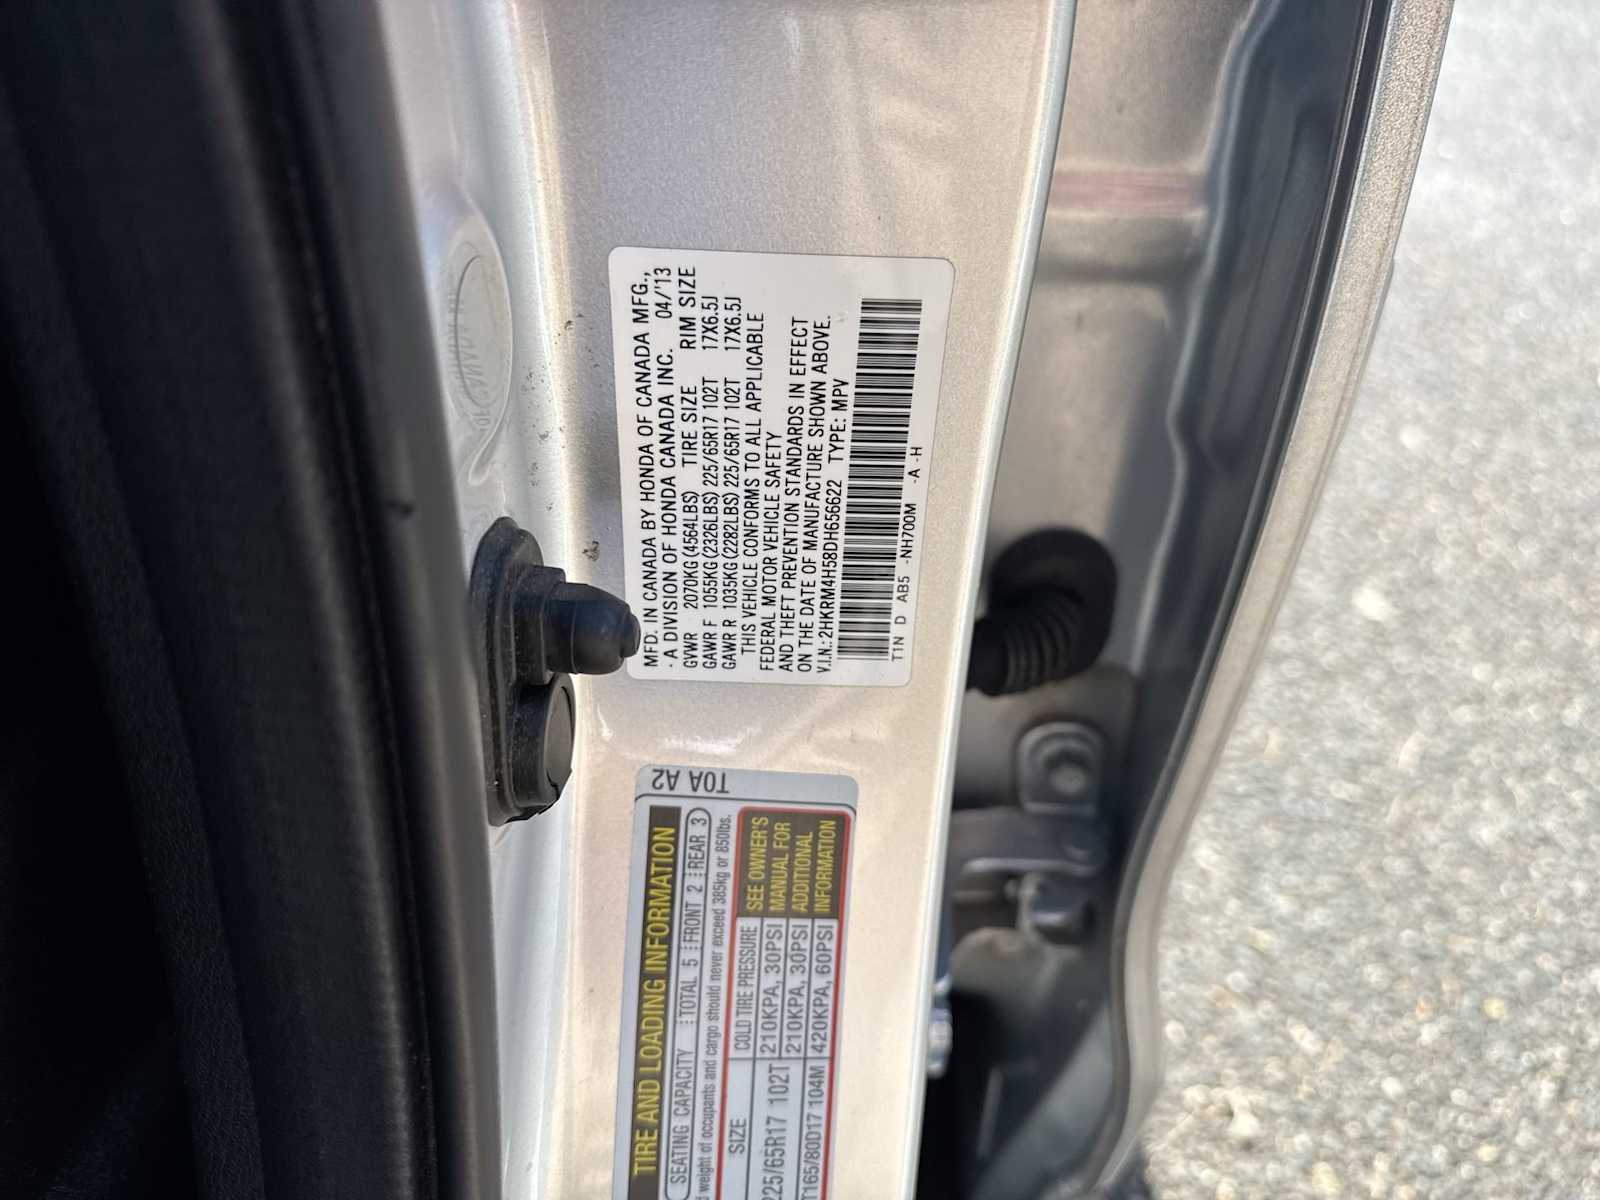 MFD. IN CANADA BY HONDA OF CANADA MFG.,
-A DIVISION OF HONDA CANADA INC. 04/'13
GVWR 2070KG(4564LBS) TIRE SIZE RIM SIZE
GAWR F 1055KG(2326LBS) 225/65R17 102T 17X6.5J
GAWR R 1035KG(2282LBS) 225/65R17 102T 17X6.5J
THIS VEHICLE CONFORMS TO ALL APPLICABLE
FEDERAL MOTOR VEHICLE SAFETY
AND THEFT PREVENTION STANDARDS IN EFFECT
ON THE DATE OF MANUFACTURE SHOWN ABOVE.
V.I.N.:2HKRM4H58DH656622 TYPE: MPV
T1N D AB5 -NH700M -A -H
T0A A2
TIRE AND LOADING INFORMATION
SEATING CAPACITY TOTAL 5 FRONT 2 REAR 3
weight of occupants and cargo should never exceed 385kg or 850lbs.
SIZE COLD TIRE PRESSURE SEE OWNER'S
225/65R17 102T 210KPA, 30PSI MANUAL FOR
210KPA, 30PSI ADDITIONAL
T165/80D17 104M 420KPA, 60PSI INFORMATION